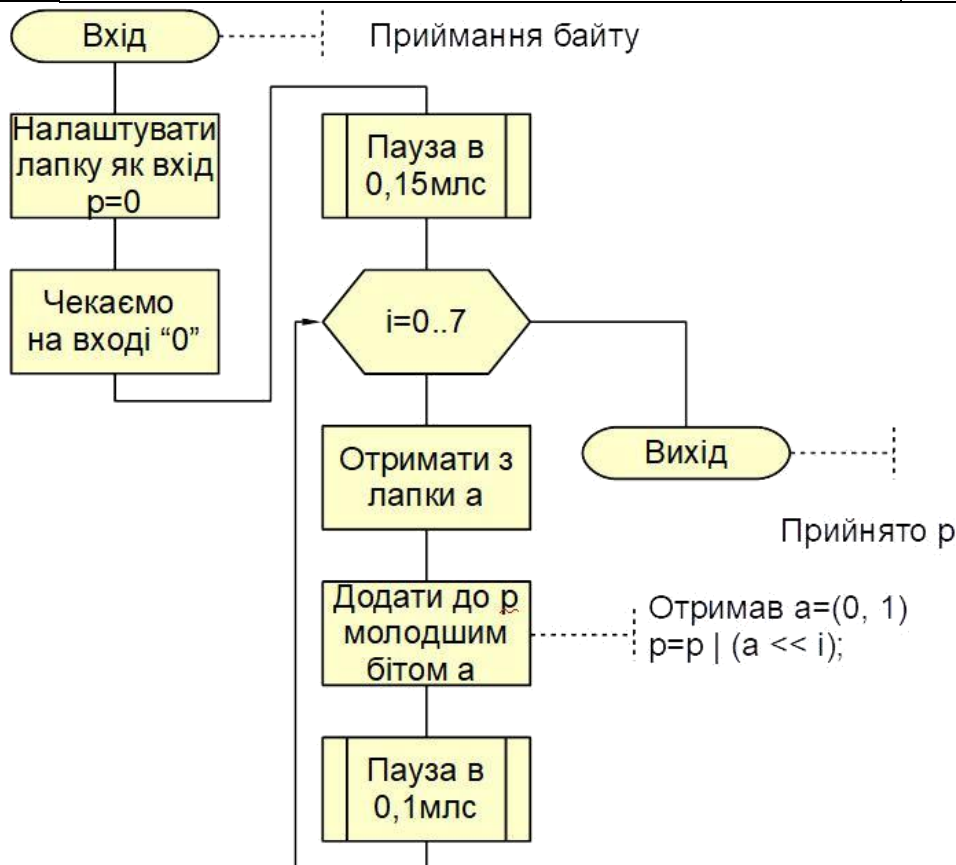 Вхід
Приймання байту
Налаштувати
лапку як вхід
p=0
Чекаємо
на вході “0”
Пауза в
0,15млс
i=0..7
Отримати з
лапки a
Вихід
Прийнято p
Додати до p
молодшим
бітом a
Отримав a=(0, 1)
p=p | (a << i);
Пауза в
0,1млс